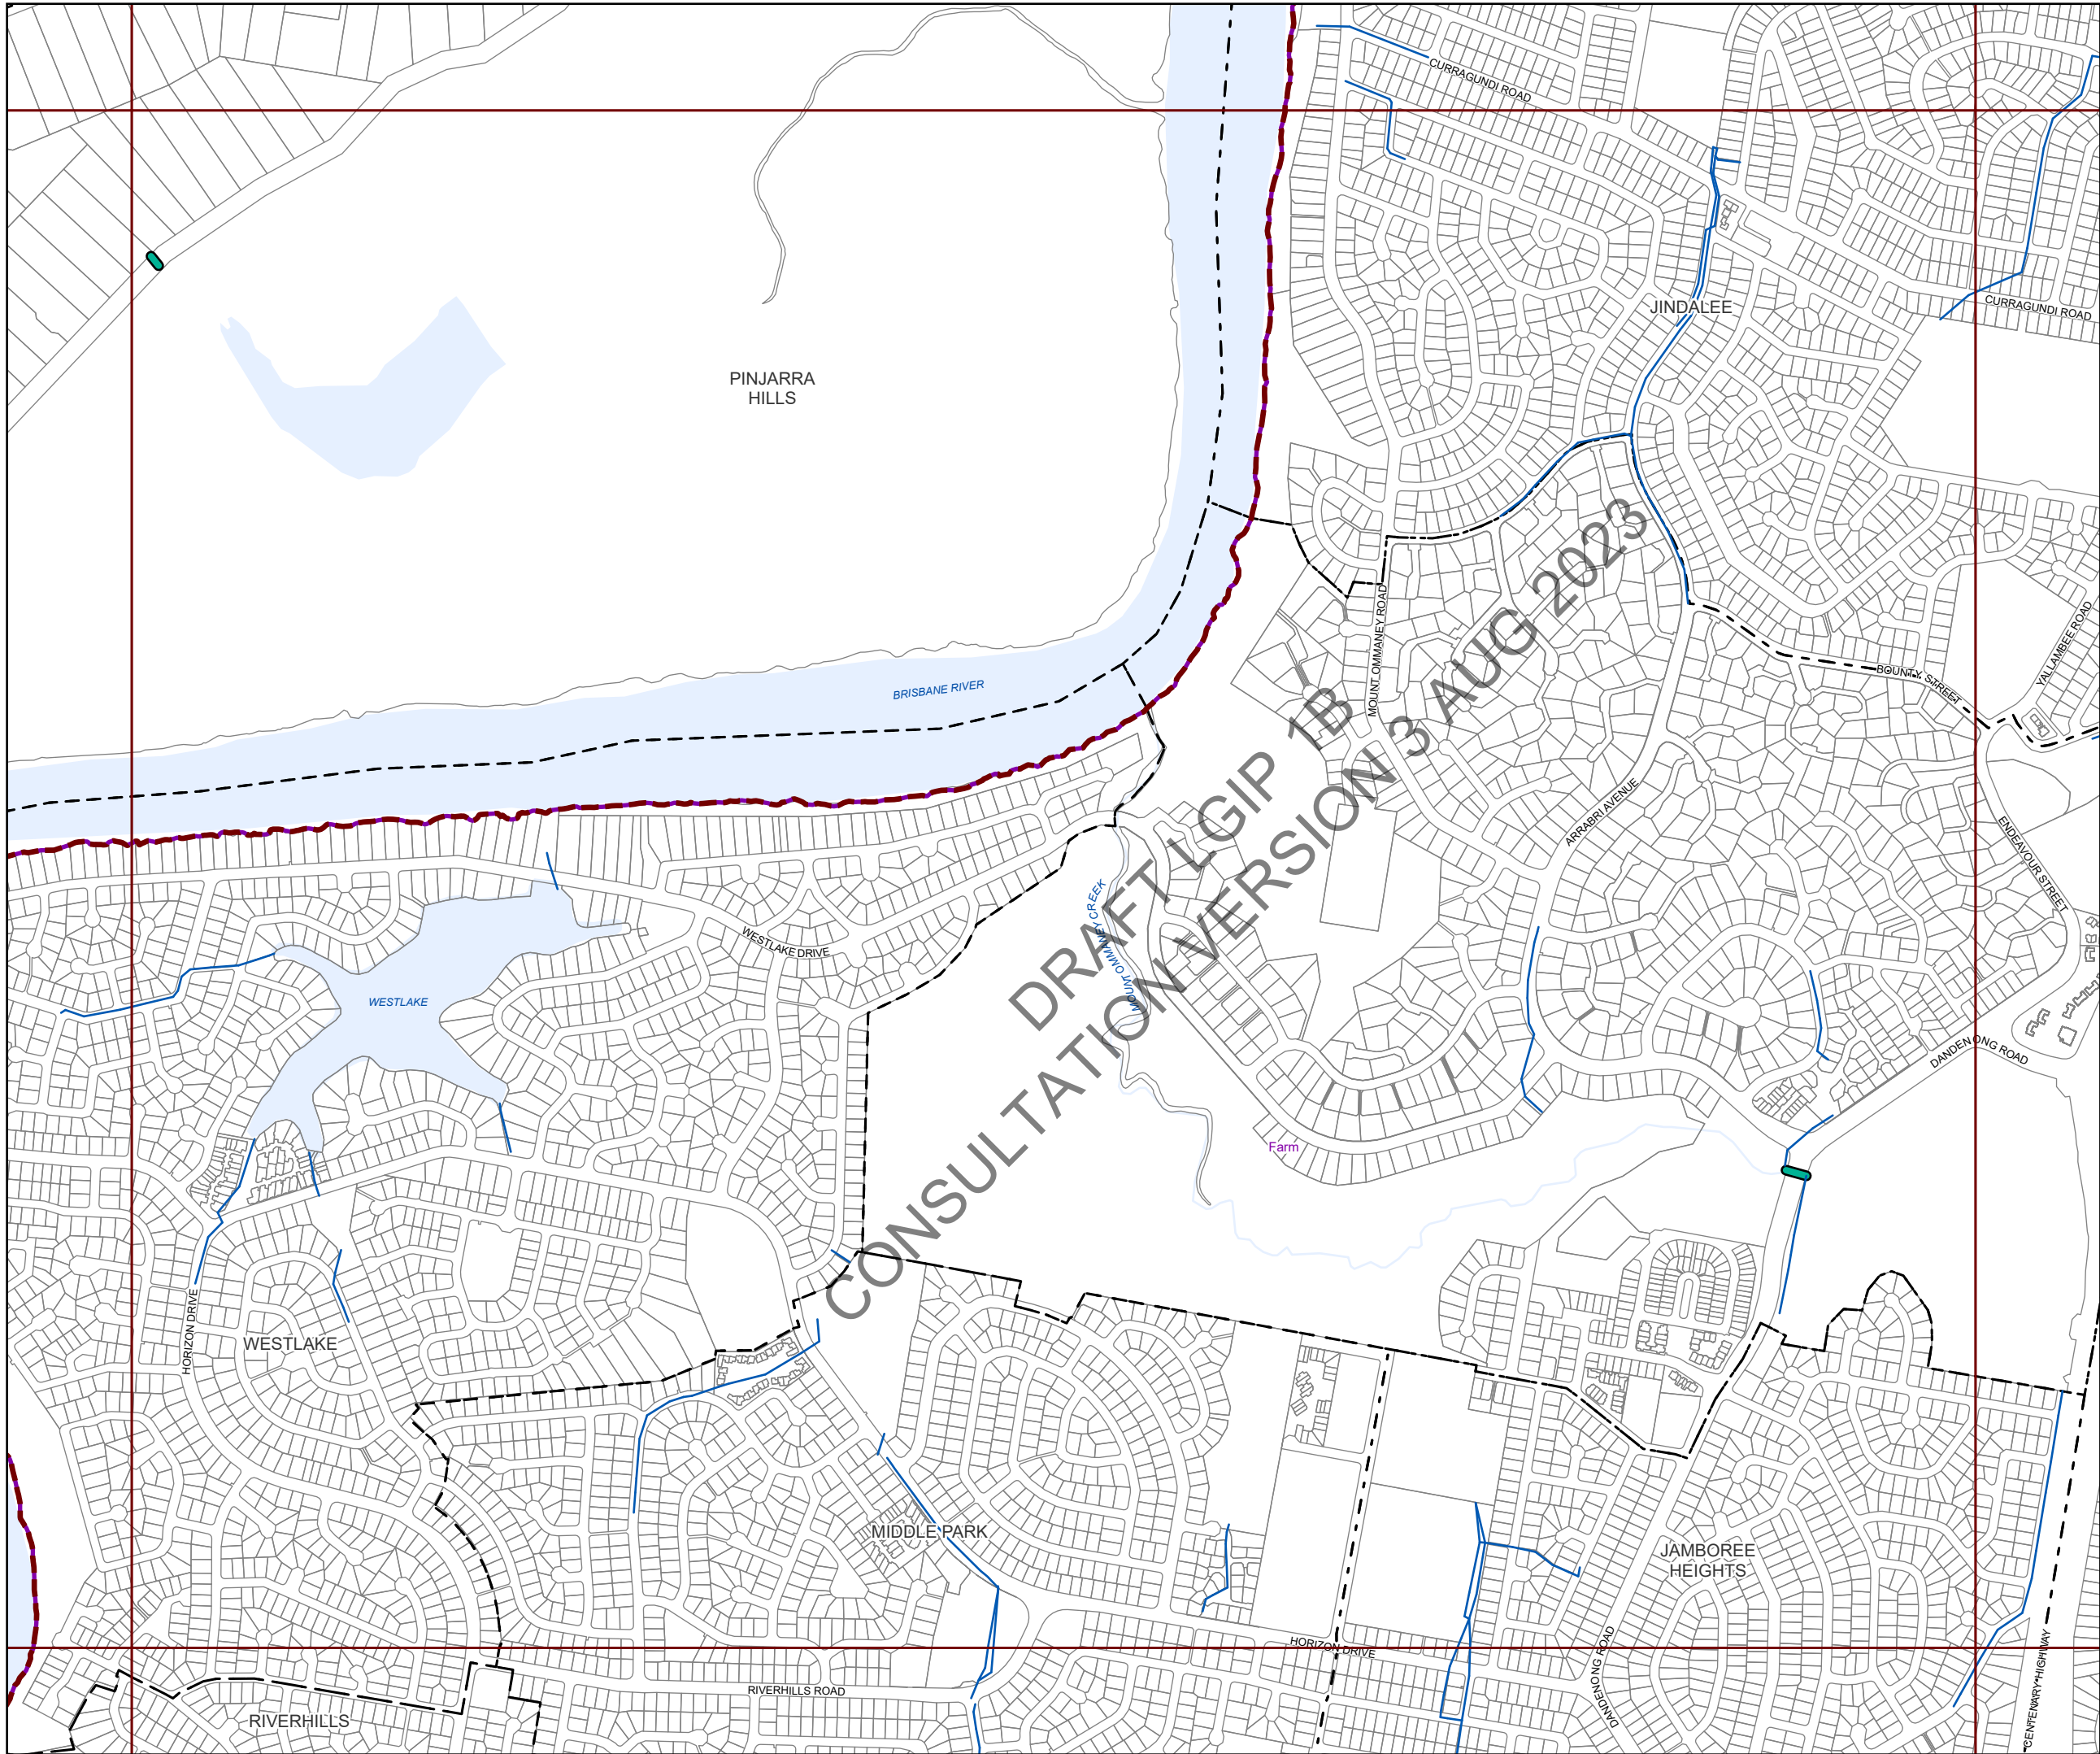 CURRAGUNDI ROAD
JINDALEE
CURRAGUNDI ROAD
PINJARRA
HILLS
MOUNT OMMANEY ROAD
YALLAMBEE ROAD
BOUNTY STREET
BRISBANE RIVER
ARRABRI AVENUE
ENDEAVOUR STREET
MOUNT OMMANEY CREEK
WESTLAKE DRIVE
WESTLAKE
DANDENONG ROAD
DRAFT LGIP 1B
CONSULTATION VERSION 3 AUG 2023
Farm
HORIZON DRIVE
WESTLAKE
MIDDLE PARK
JAMBOREE
HEIGHTS
HORIZON DRIVE
DANDENONG ROAD
CENTENARY HIGHWAY
RIVERHILLS ROAD
RIVERHILLS